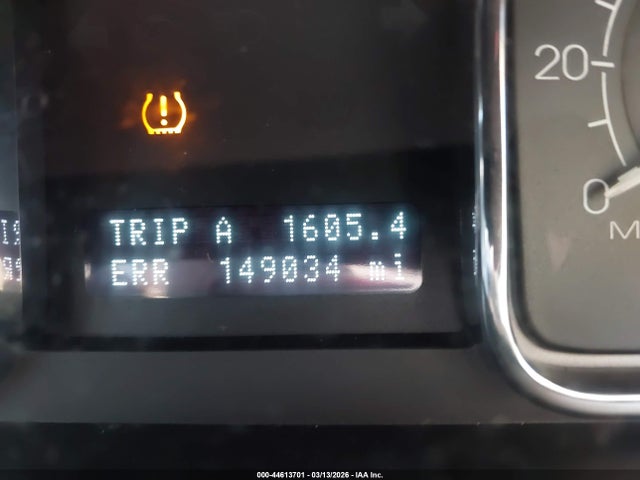 20
0
TRIP A 1605.4
ERR 149034 mi
000-44613701 - 03/13/2026 - IAA Inc.